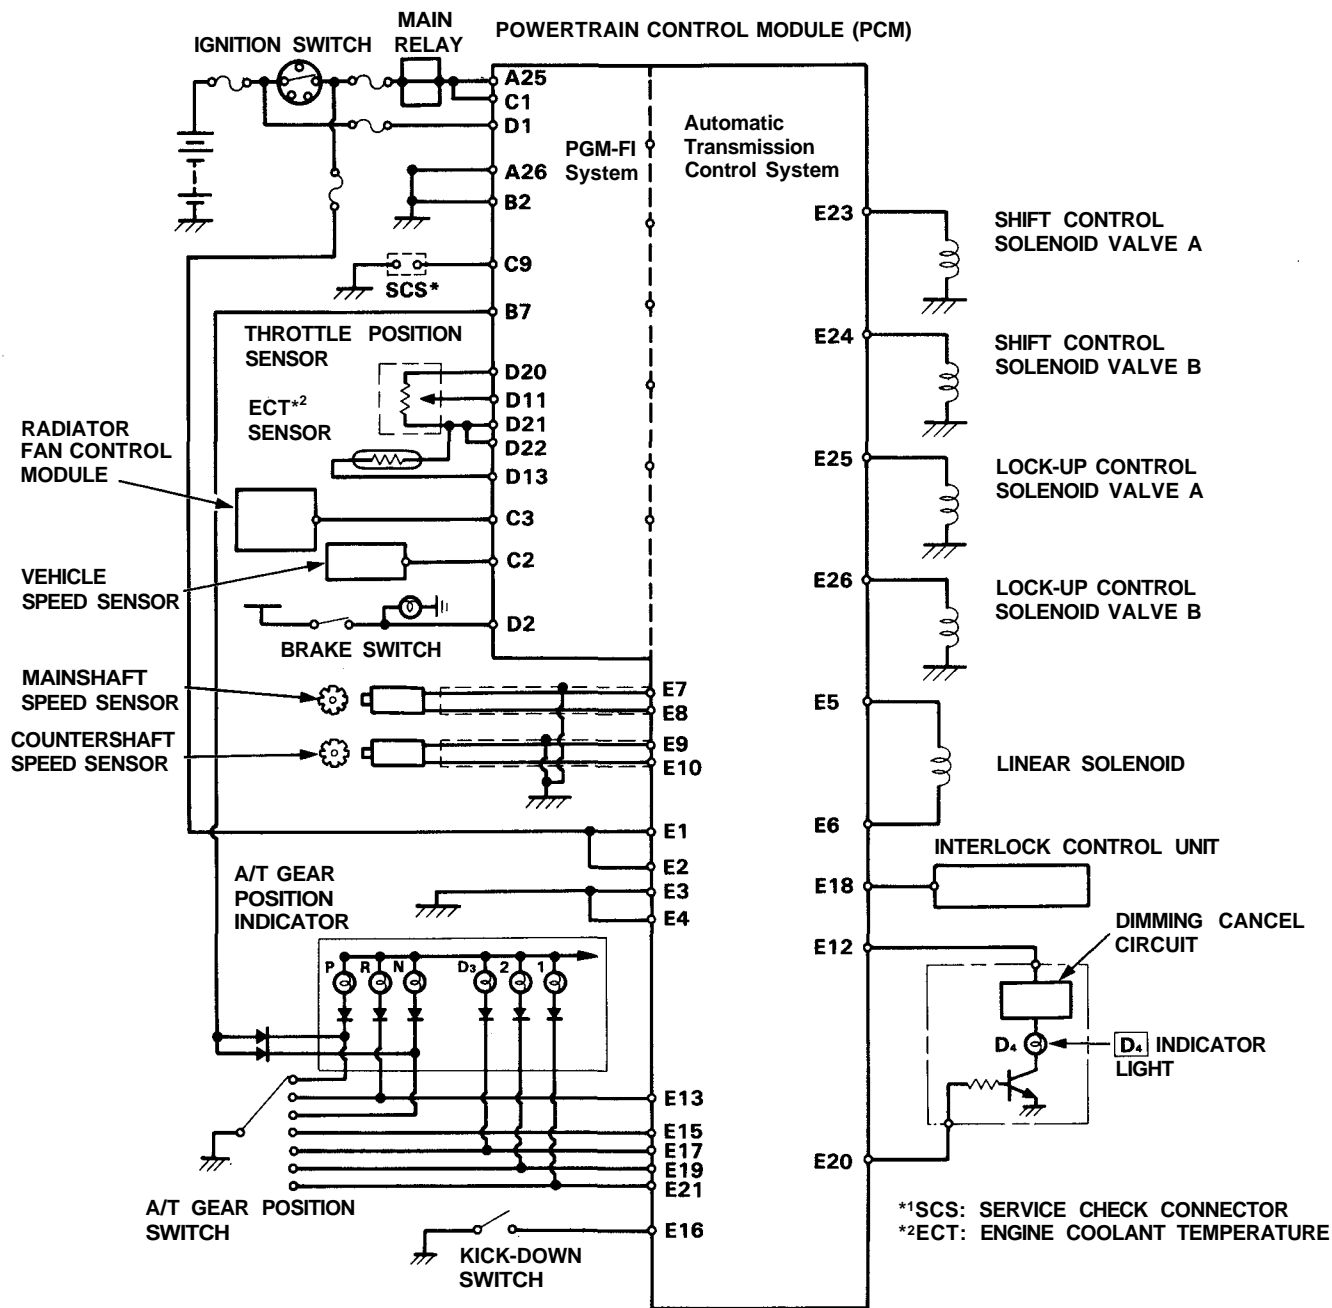 POWERTRAIN CONTROL MODULE (PCM)
MAIN
RELAY
IGNITION SWITCH
A25
C1
D1
A26
B2
C9
SCS*
B7
PGM-FI
System
Automatic
Transmission
Control System
THROTTLE POSITION
SENSOR
D20
D11
D21
D22
D13
ECT*2
SENSOR
RADIATOR
FAN CONTROL
MODULE
C3
C2
VEHICLE
SPEED SENSOR
D2
BRAKE SWITCH
MAINSHAFT
SPEED SENSOR
E7
E8
COUNTERSHAFT
SPEED SENSOR
E9
E10
E1
E2
E3
E4
A/T GEAR
POSITION
INDICATOR
P R N D3 2 1
E13
E15
E17
E19
E21
A/T GEAR POSITION
SWITCH
E16
KICK-DOWN
SWITCH
E23
SHIFT CONTROL
SOLENOID VALVE A
E24
SHIFT CONTROL
SOLENOID VALVE B
E25
LOCK-UP CONTROL
SOLENOID VALVE A
E26
LOCK-UP CONTROL
SOLENOID VALVE B
E5
LINEAR SOLENOID
E6
INTERLOCK CONTROL UNIT
E18
DIMMING CANCEL
CIRCUIT
E12
D4
D4 INDICATOR
LIGHT
E20
*1SCS: SERVICE CHECK CONNECTOR
*2ECT: ENGINE COOLANT TEMPERATURE